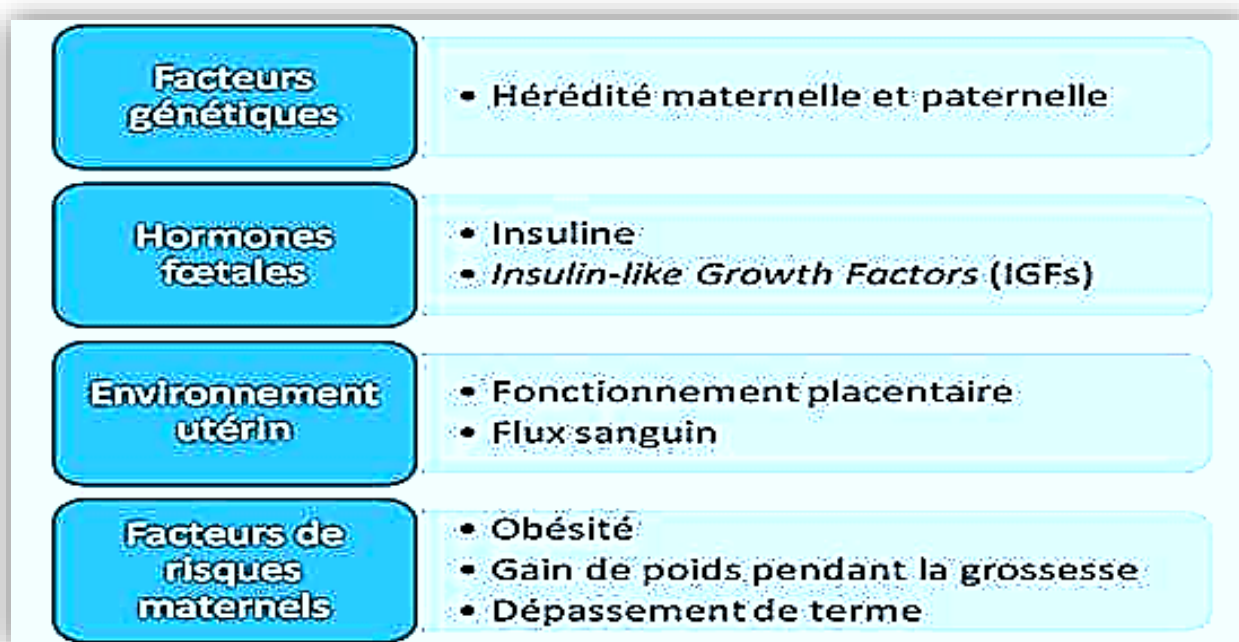 Facteurs
génétiques
• Hérédité maternelle et paternelle
Hormones
fœtales
• Insuline
• Insulin-like Growth Factors (IGFs)
Environnement
utérin
• Fonctionnement placentaire
• Flux sanguin
Facteurs de
risques
maternels
• Obésité
• Gain de poids pendant la grossesse
• Dépassement de terme